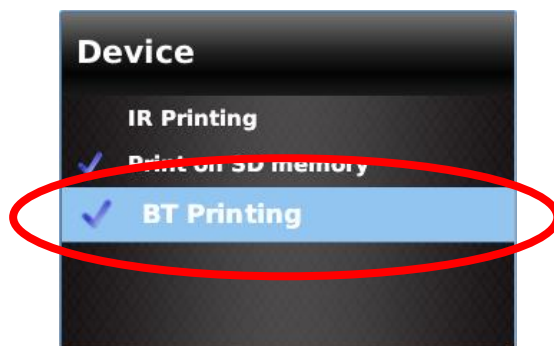 Device
IR Printing
Print on SD memory
BT Printing